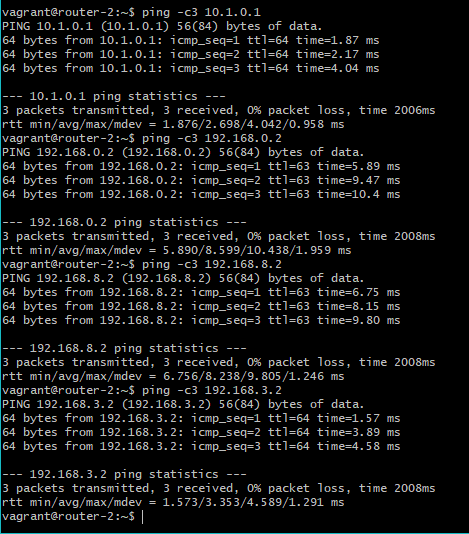 vagrant@router-2:~$ ping -c3 10.1.0.1
PING 10.1.0.1 (10.1.0.1) 56(84) bytes of data.
64 bytes from 10.1.0.1: icmp_seq=1 ttl=64 time=1.87 ms
64 bytes from 10.1.0.1: icmp_seq=2 ttl=64 time=2.17 ms
64 bytes from 10.1.0.1: icmp_seq=3 ttl=64 time=4.04 ms

--- 10.1.0.1 ping statistics ---
3 packets transmitted, 3 received, 0% packet loss, time 2006ms
rtt min/avg/max/mdev = 1.876/2.698/4.042/0.958 ms
vagrant@router-2:~$ ping -c3 192.168.0.2
PING 192.168.0.2 (192.168.0.2) 56(84) bytes of data.
64 bytes from 192.168.0.2: icmp_seq=1 ttl=63 time=5.89 ms
64 bytes from 192.168.0.2: icmp_seq=2 ttl=63 time=9.47 ms
64 bytes from 192.168.0.2: icmp_seq=3 ttl=63 time=10.4 ms

--- 192.168.0.2 ping statistics ---
3 packets transmitted, 3 received, 0% packet loss, time 2008ms
rtt min/avg/max/mdev = 5.890/8.599/10.438/1.959 ms
vagrant@router-2:~$ ping -c3 192.168.8.2
PING 192.168.8.2 (192.168.8.2) 56(84) bytes of data.
64 bytes from 192.168.8.2: icmp_seq=1 ttl=63 time=6.75 ms
64 bytes from 192.168.8.2: icmp_seq=2 ttl=63 time=8.15 ms
64 bytes from 192.168.8.2: icmp_seq=3 ttl=63 time=9.80 ms

--- 192.168.8.2 ping statistics ---
3 packets transmitted, 3 received, 0% packet loss, time 2008ms
rtt min/avg/max/mdev = 6.756/8.238/9.805/1.246 ms
vagrant@router-2:~$ ping -c3 192.168.3.2
PING 192.168.3.2 (192.168.3.2) 56(84) bytes of data.
64 bytes from 192.168.3.2: icmp_seq=1 ttl=64 time=1.57 ms
64 bytes from 192.168.3.2: icmp_seq=2 ttl=64 time=3.89 ms
64 bytes from 192.168.3.2: icmp_seq=3 ttl=64 time=4.58 ms

--- 192.168.3.2 ping statistics ---
3 packets transmitted, 3 received, 0% packet loss, time 2008ms
rtt min/avg/max/mdev = 1.573/3.353/4.589/1.291 ms
vagrant@router-2:~$